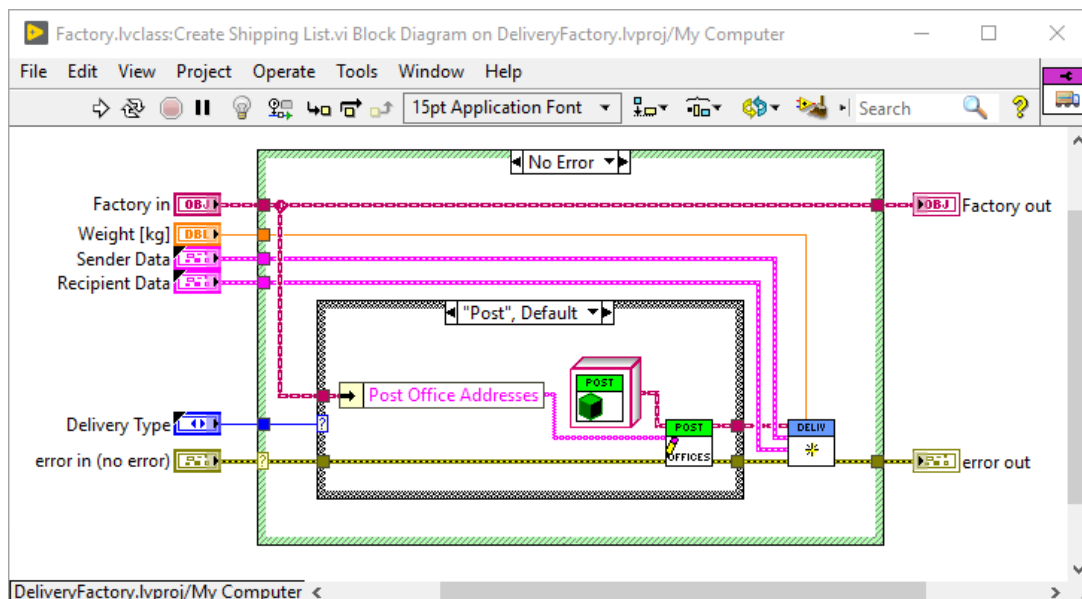 Factory.lvclass:Create Shipping List.vi Block Diagram on DeliveryFactory.lvproj/My Computer
File Edit View Project Operate Tools Window Help
15pt Application Font
Search
No Error
Factory in
OBJ
OBJ
Factory out
Weight [kg]
DBL
Sender Data
Recipient Data
"Post", Default
POST
Post Office Addresses
Delivery Type
POST
OFFICES
DELIV
error in (no error)
error out
DeliveryFactory.lvproj/My Computer